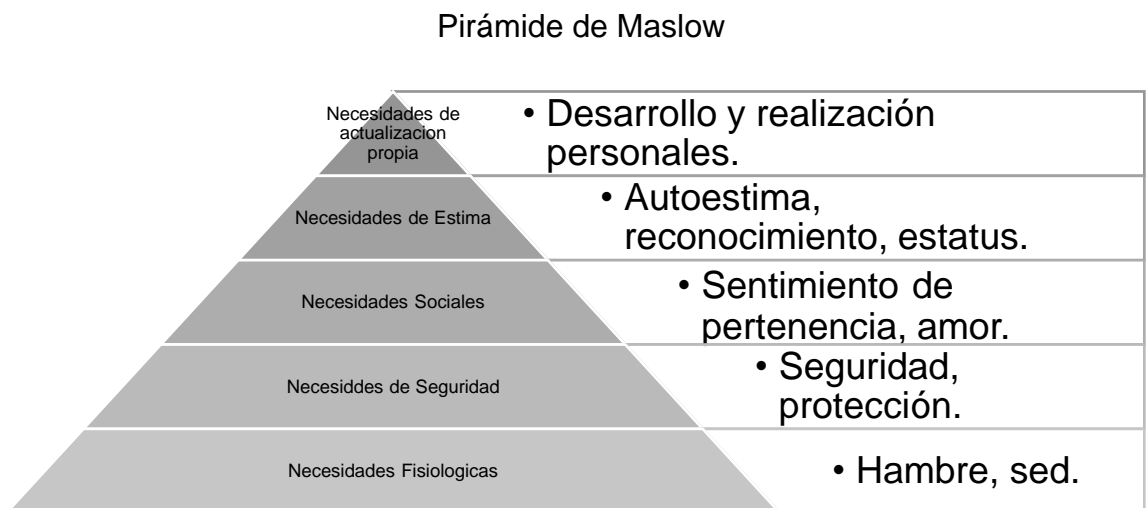 Pirámide de Maslow
Necesidades de
actualizacion
propia
• Desarrollo y realización
personales.
Necesidades de Estima
• Autoestima,
reconocimiento, estatus.
Necesidades Sociales
• Sentimiento de
pertenencia, amor.
Necesiddes de Seguridad
• Seguridad,
protección.
Necesidades Fisiologicas
• Hambre, sed.